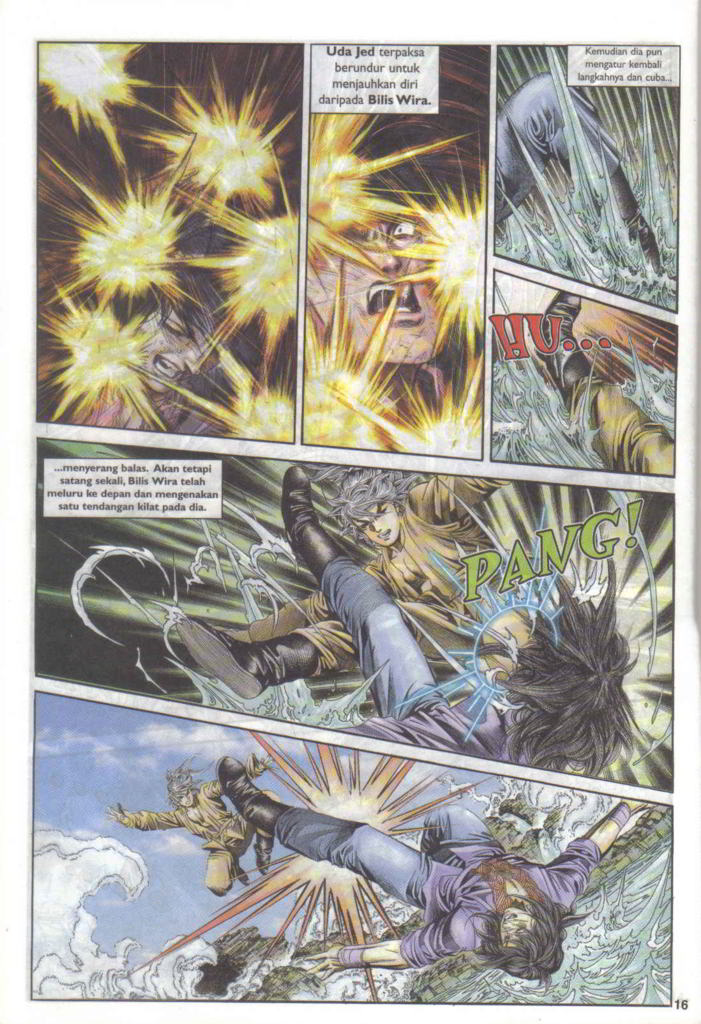 Uda Jed terpaksa
berundur untuk
menjauhkan diri
daripada Bilis Wira.
Kemudian dia pun
mengatur kembali
langkahnya dan cuba...
HU...
...menyerang balas. Akan tetapi
satang sekali, Bilis Wira telah
meluru ke depan dan mengenakan
satu tendangan kilat pada dia.
PANG!
16